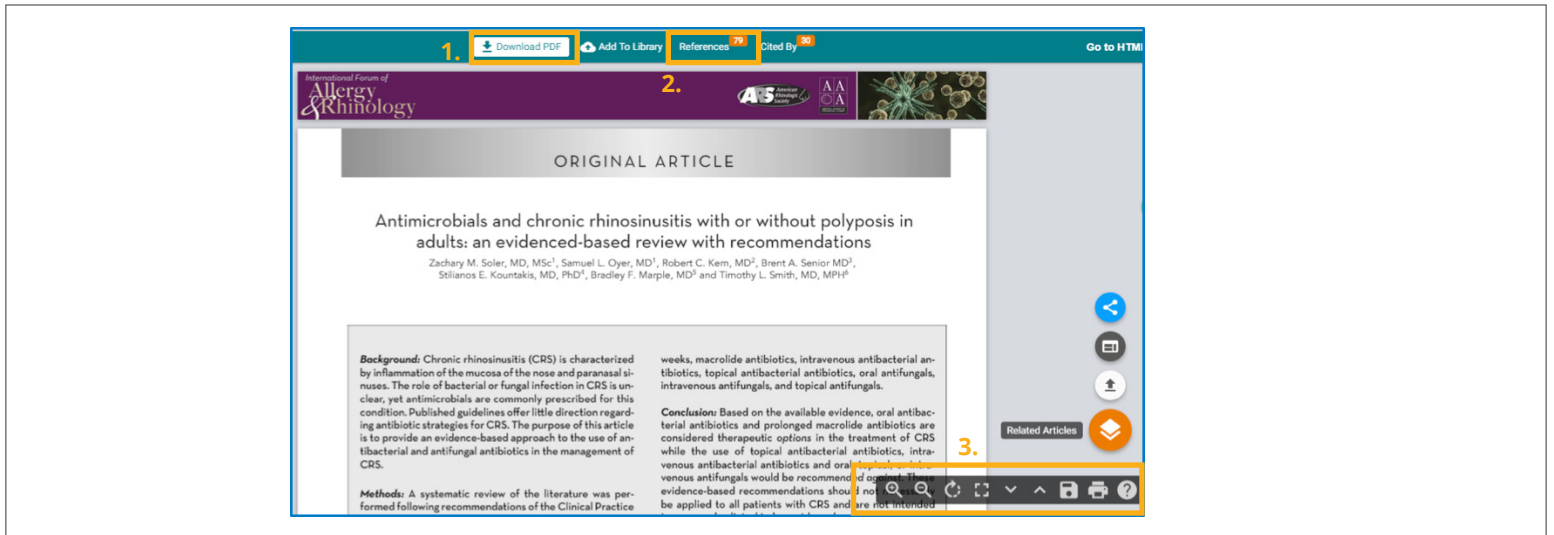 1.
Download PDF
Add To Library
References 79
Cited By 30
Go to HTML
2.
International Forum of
Allergy
&Rhinology
ARS American
Rhinologic
Society
AA
OA
ORIGINAL ARTICLE
Antimicrobials and chronic rhinosinusitis with or without polyposis in
adults: an evidenced-based review with recommendations
Zachary M. Soler, MD, MSc1, Samuel L. Oyer, MD1, Robert C. Kern, MD2, Brent A. Senior MD3,
Stilianos E. Kountakis, MD, PhD4, Bradley F. Marple, MD5 and Timothy L. Smith, MD, MPH6
Background: Chronic rhinosinusitis (CRS) is characterized
by inflammation of the mucosa of the nose and paranasal si-
nuses. The role of bacterial or fungal infection in CRS is un-
clear, yet antimicrobials are commonly prescribed for this
condition. Published guidelines offer little direction regard-
ing antibiotic strategies for CRS. The purpose of this article
is to provide an evidence-based approach to the use of an-
tibacterial and antifungal antibiotics in the management of
CRS.
Methods: A systematic review of the literature was per-
formed following recommendations of the Clinical Practice
weeks, macrolide antibiotics, intravenous antibacterial an-
tibiotics, topical antibacterial antibiotics, oral antifungals,
intravenous antifungals, and topical antifungals.
Conclusion: Based on the available evidence, oral antibac-
terial antibiotics and prolonged macrolide antibiotics are
considered therapeutic options in the treatment of CRS
while the use of topical antibacterial antibiotics, intra-
venous antibacterial antibiotics and oral,
venous antifungals would be recommended against. These
evidence-based recommendations should not
be applied to all patients with CRS and are not intended
Related Articles
3.